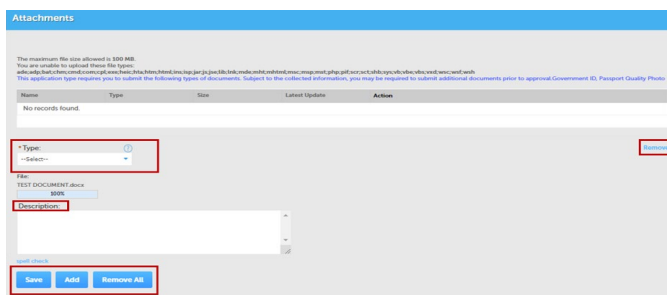 Attachments
The maximum file size allowed is 100 MB.
You are unable to upload these file types:
ade;adp;bat;chm;cmd;com;cpl;exe;heic;hta;htm;html;ins;isp;jar;js;jse;lib;lnk;mde;mht;mhtml;msc;msp;mst;php;pif;scr;sct;shb;sys;vb;vbe;vbs;vxd;wsc;wsf;wsh
This application type requires you to submit the following types of documents. Subject to the collected information, you may be required to submit additional documents prior to approval.Government ID, Passport Quality Photo
Name Type Size Latest Update Action
No records found.
*Type: ?
--Select--
Remove
File:
TEST DOCUMENT.docx
100%
Description:
spell check
Save Add Remove All